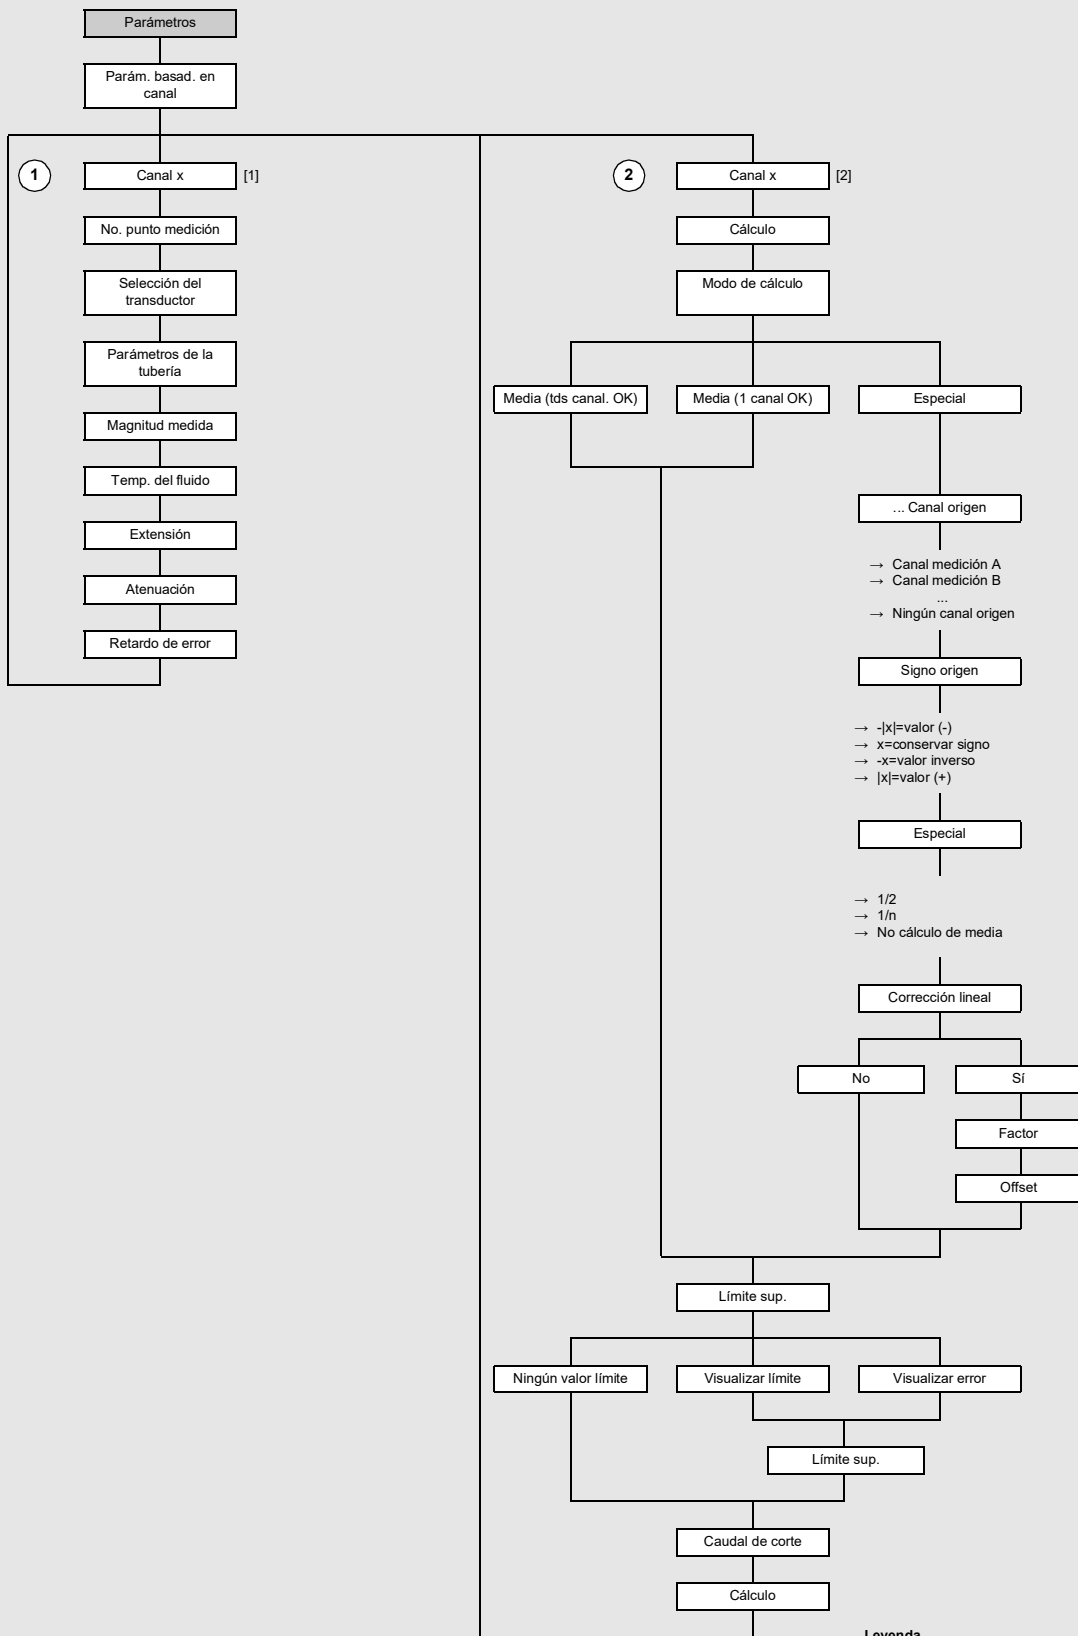 Parámetros
Parám. basad. en
canal
1
Canal x
[1]
No. punto medición
Selección del
transductor
Parámetros de la
tubería
Magnitud medida
Temp. del fluido
Extensión
Atenuación
Retardo de error
2
Canal x
[2]
Cálculo
Modo de cálculo
Media (tds canal. OK)
Media (1 canal OK)
Especial
... Canal origen
→ Canal medición A
→ Canal medición B
...
→ Ningún canal origen
Signo origen
→ -|x|=valor (-)
→ x=conservar signo
→ -x=valor inverso
→ |x|=valor (+)
Especial
→ 1/2
→ 1/n
→ No cálculo de media
Corrección lineal
No
Sí
Factor
Offset
Límite sup.
Ningún valor límite
Visualizar límite
Visualizar error
Límite sup.
Caudal de corte
Cálculo
Leyenda